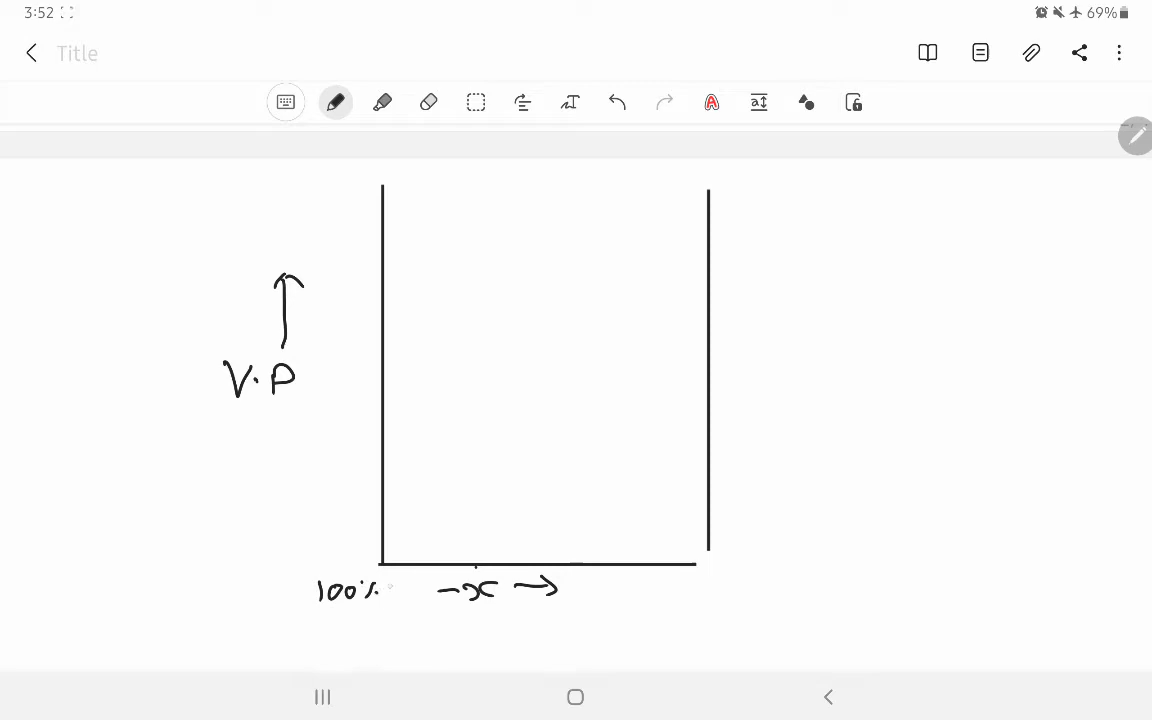 3:52
69%
Title
V.P
100% -x →